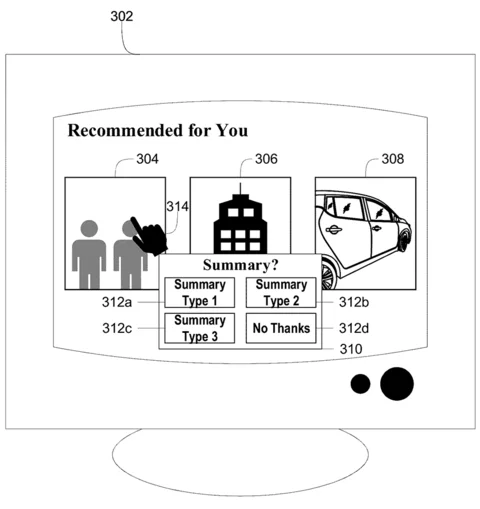 302
Recommended for You
304
306
308
314
Summary?
Summary
Type 1
Summary
Type 2
312a
312b
Summary
Type 3
No Thanks
312c
312d
310